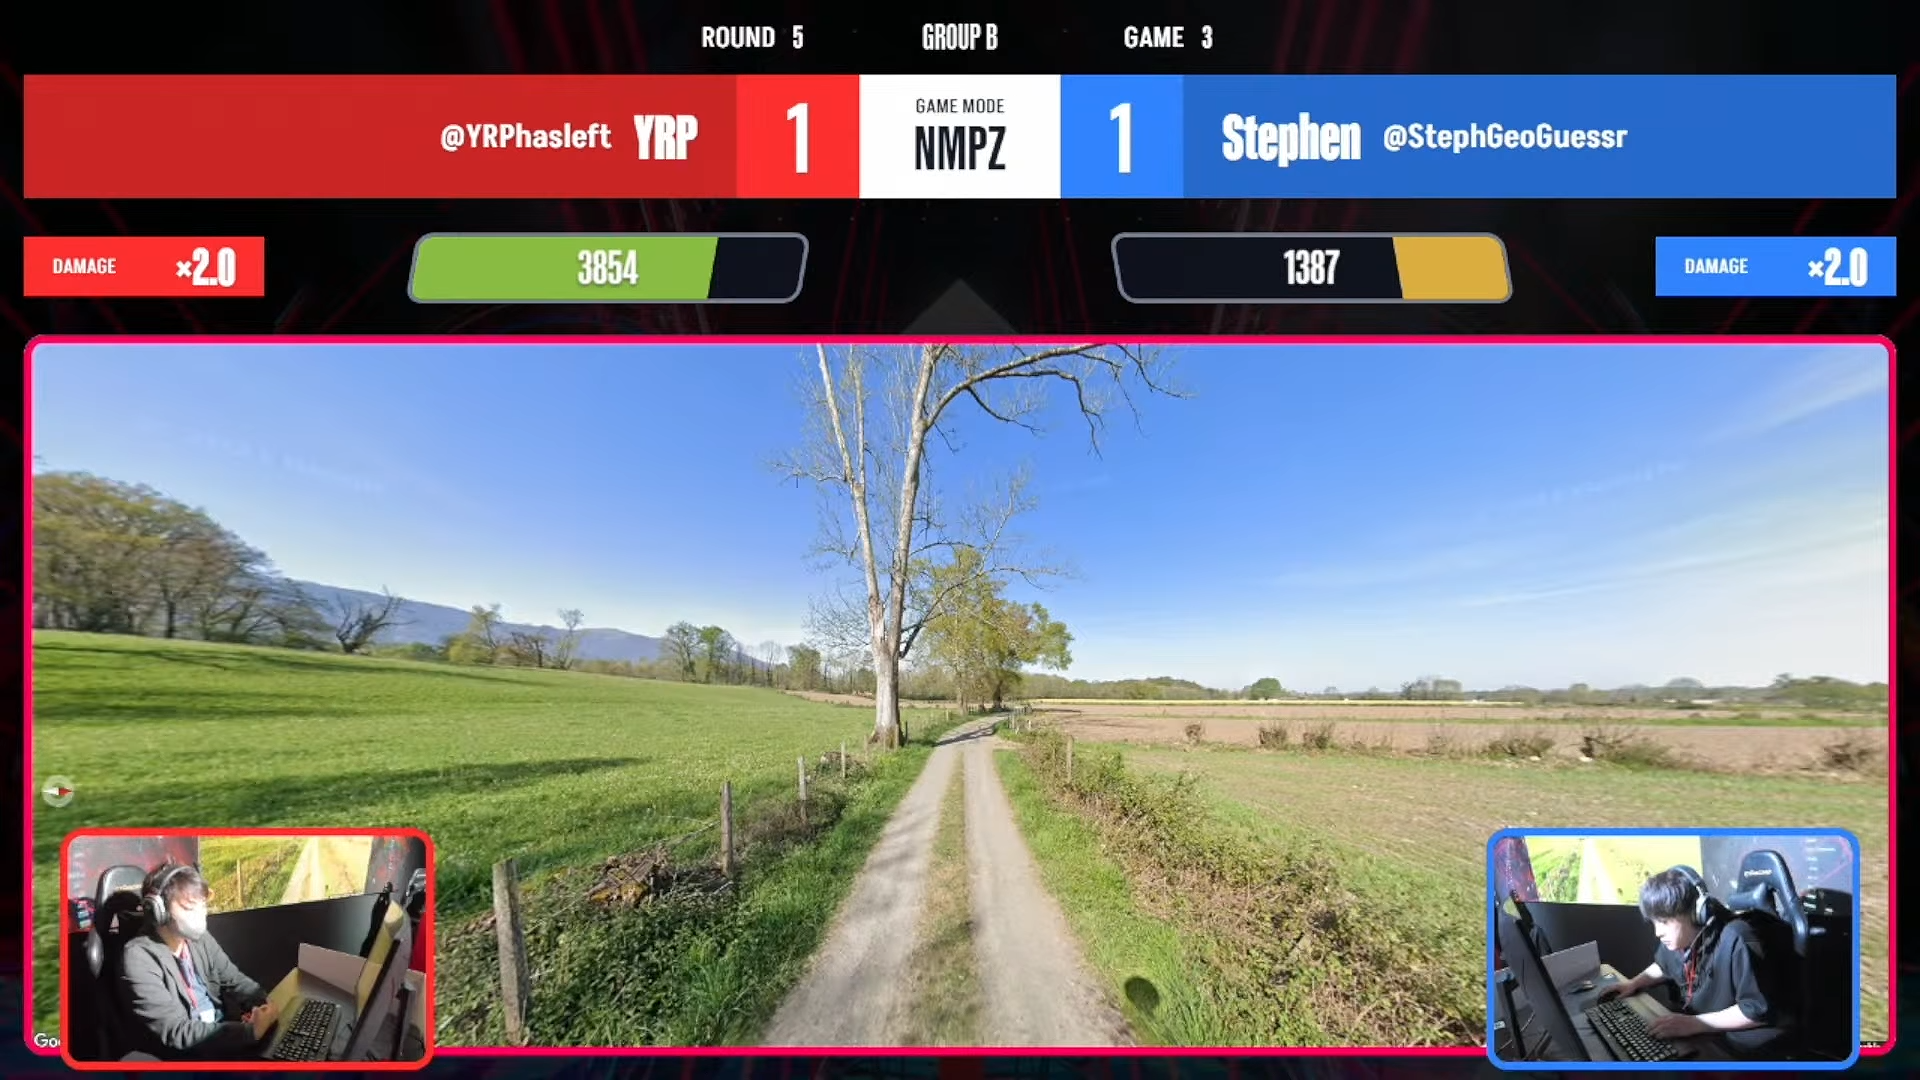 ROUND 5
GROUP B
GAME 3
@YRPhasleft YRP
1
GAME MODE
NMPZ
1
Stephen @StephGeoGuessr
DAMAGE ×2.0
3854
1387
DAMAGE ×2.0